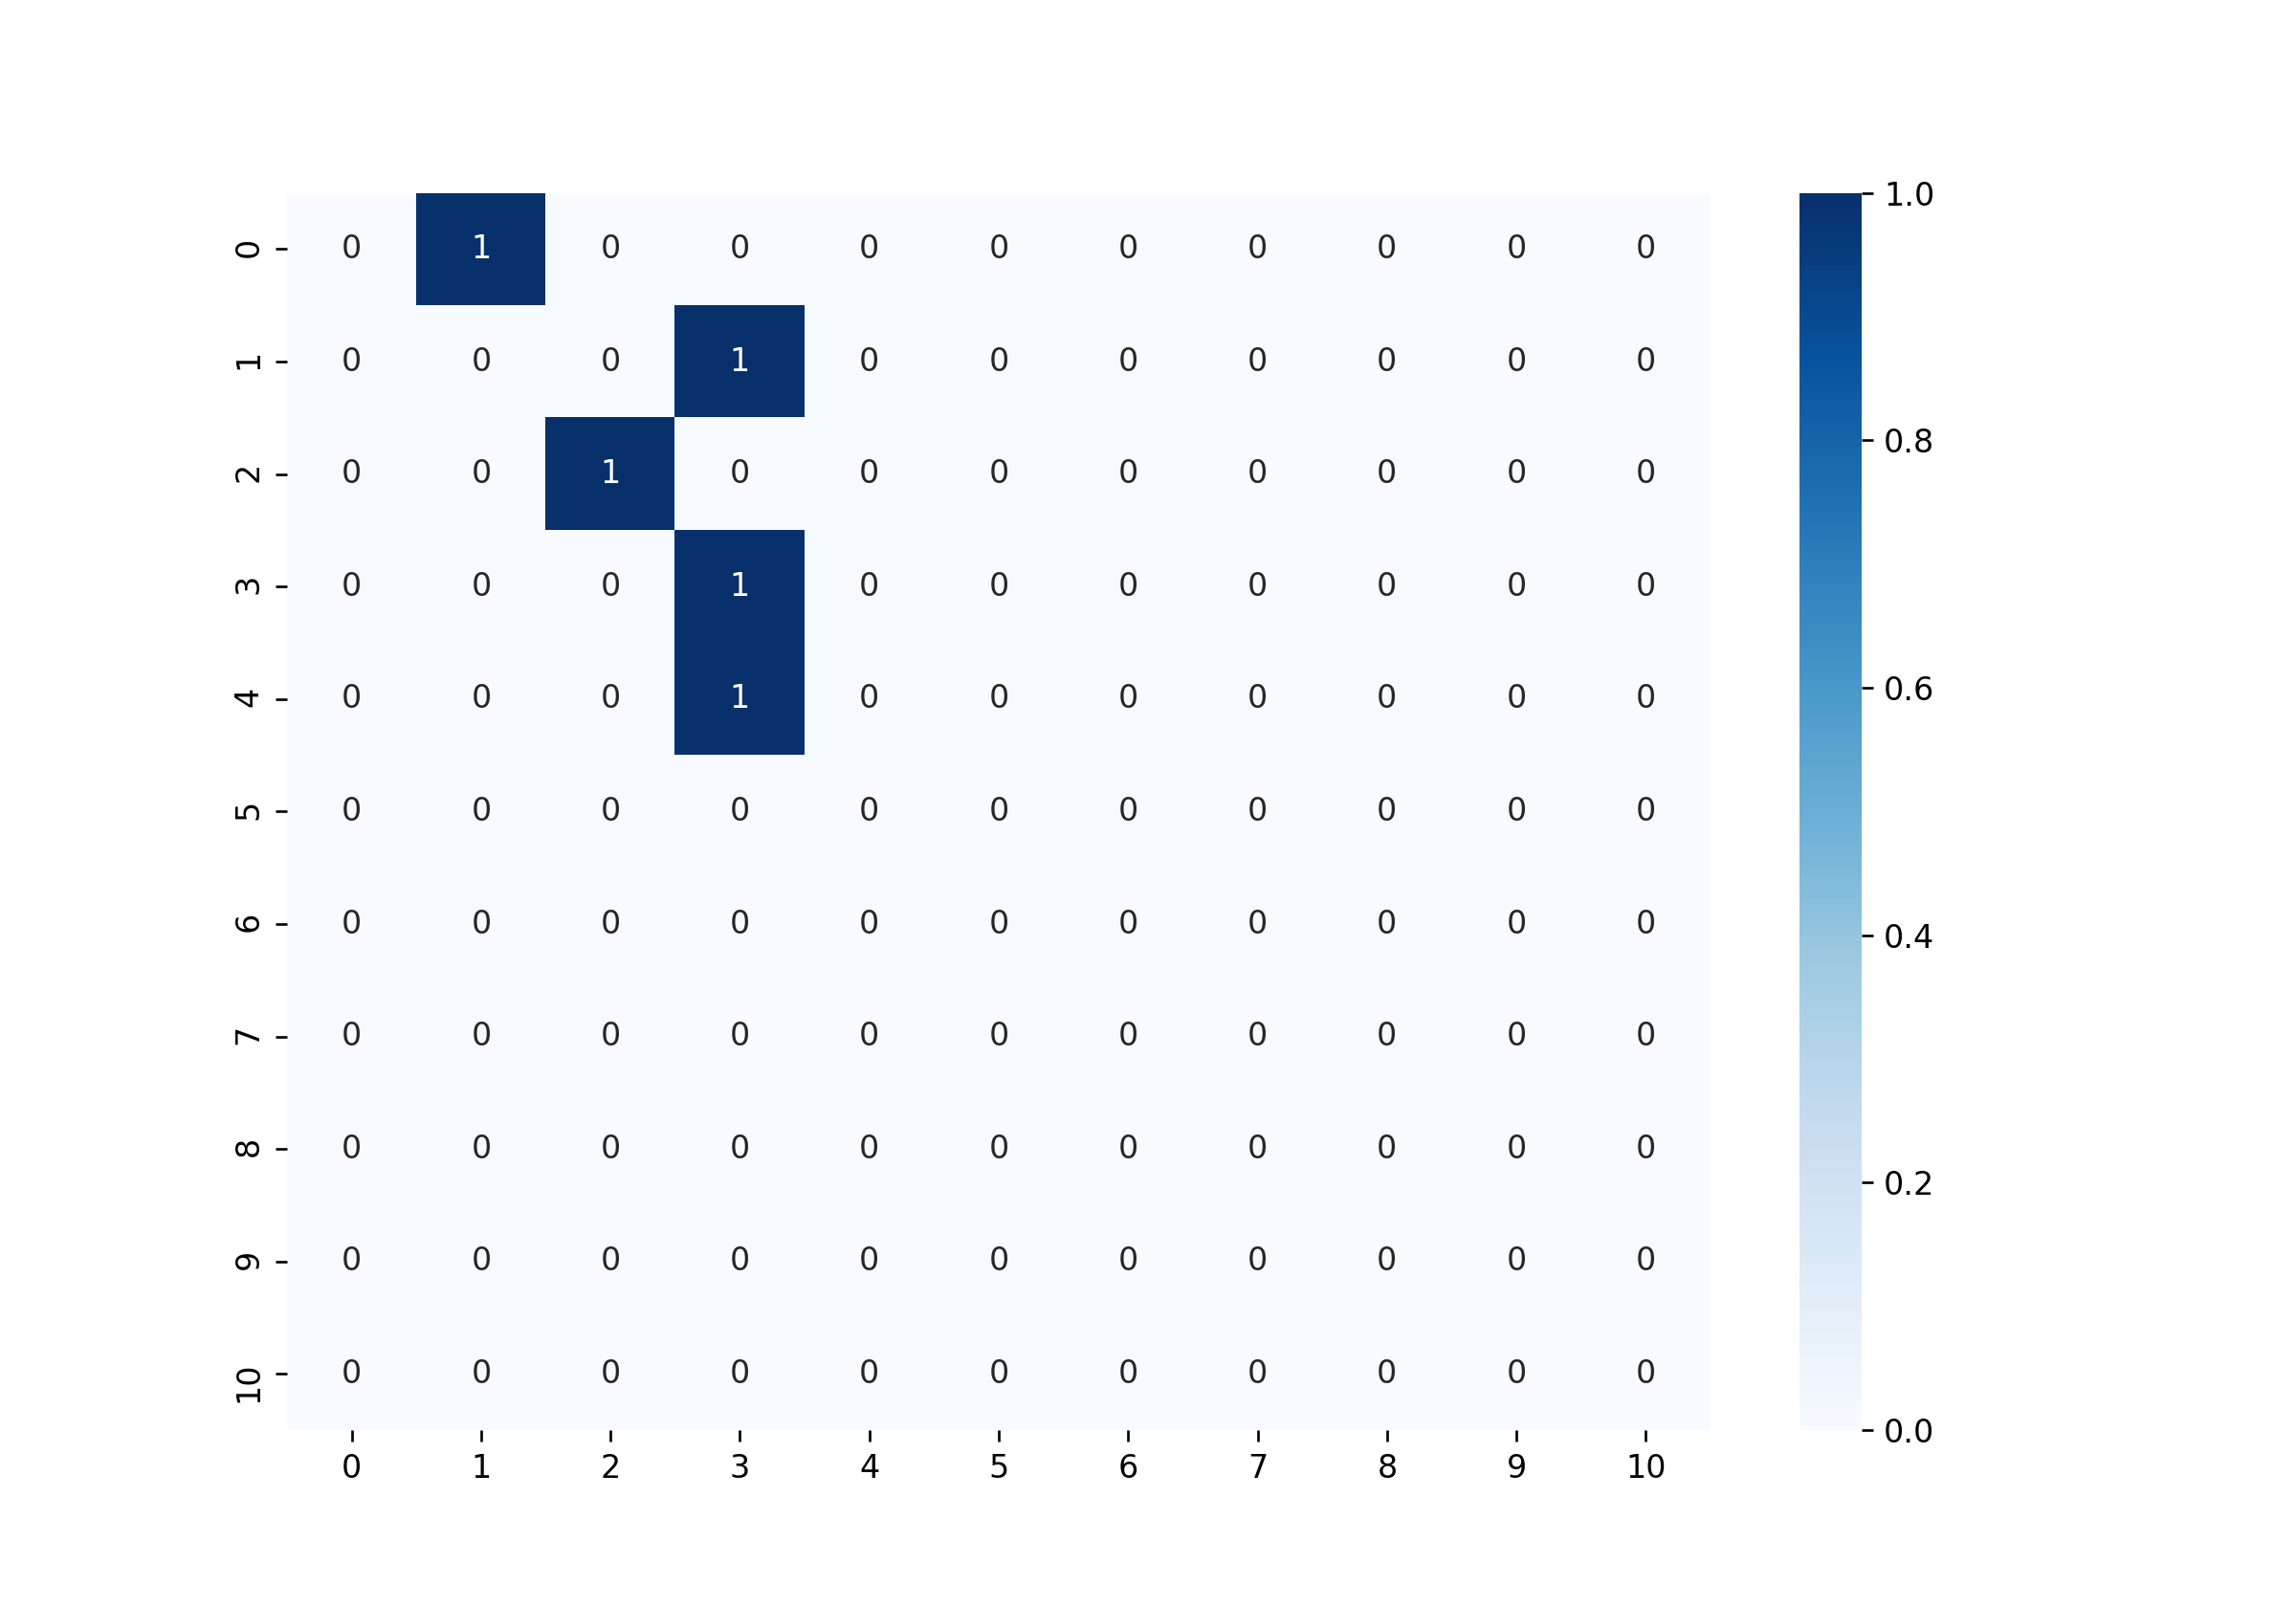 0 0 1 0 0 0 0 0 0 0 0 0
1 0 0 0 1 0 0 0 0 0 0 0
2 0 0 1 0 0 0 0 0 0 0 0
3 0 0 0 1 0 0 0 0 0 0 0
4 0 0 0 1 0 0 0 0 0 0 0
5 0 0 0 0 0 0 0 0 0 0 0
6 0 0 0 0 0 0 0 0 0 0 0
7 0 0 0 0 0 0 0 0 0 0 0
8 0 0 0 0 0 0 0 0 0 0 0
9 0 0 0 0 0 0 0 0 0 0 0
10 0 0 0 0 0 0 0 0 0 0 0
0 1 2 3 4 5 6 7 8 9 10
1.0
0.8
0.6
0.4
0.2
0.0